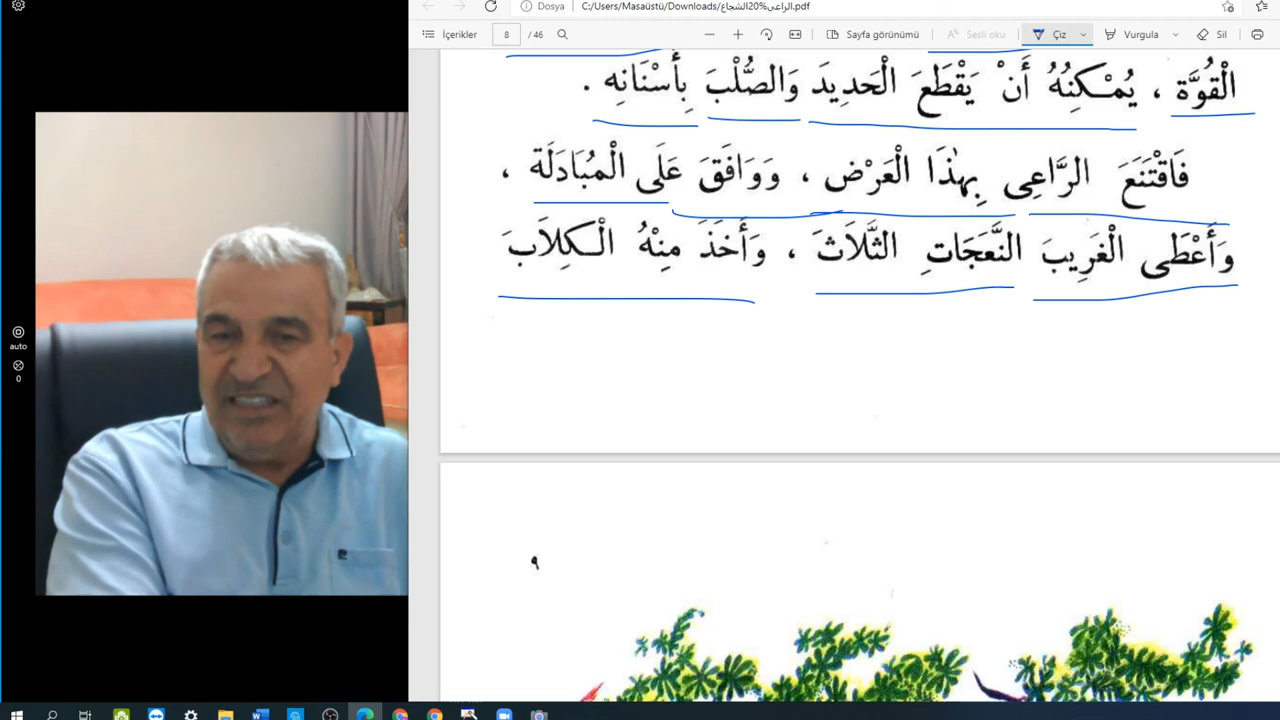 Dosya
C:/Users/Masaüstü/Downloads/الراعى%20الشجاع.pdf
İçerikler
8
/ 46
Sayfa görünümü
Sesli oku
Çiz
Vurgula
Sil
auto
0
الْقُوَّة ، يُمْكِنُهُ أَنْ يَقْطَعَ الْحَدِيدَ وَالصُّلْبَ بِأَسْنَانِه .
فَاقْتَنَعَ الرَّاعِى بِهٰذَا الْعَرْض ، وَوَافَقَ عَلَى الْمُبَادَلَة ،
وَأَعْطَى الْغَرِيبَ النَّعَجَاتِ الثَّلَاثَ ، وَأَخَذَ مِنْهُ الْكِلَابَ
٩